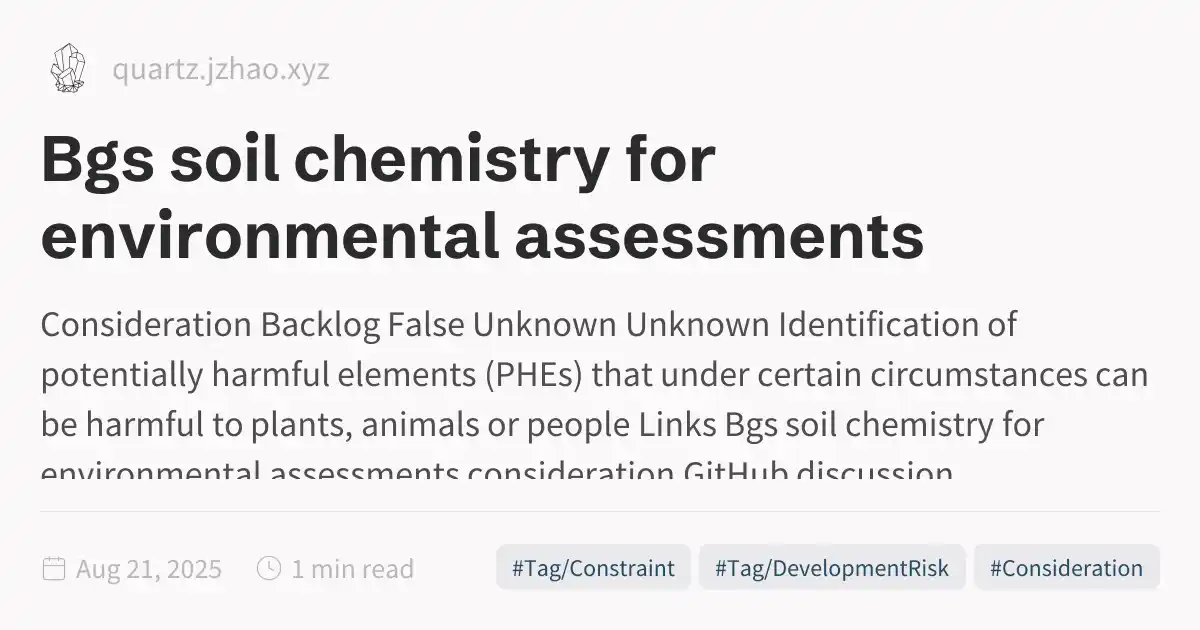 quartz.jzhao.xyz
Bgs soil chemistry for
environmental assessments
Consideration Backlog False Unknown Unknown Identification of
potentially harmful elements (PHEs) that under certain circumstances can
be harmful to plants, animals or people Links Bgs soil chemistry for
environmental assessments consideration GitHub discussion
Aug 21, 2025
1 min read
#Tag/Constraint
#Tag/DevelopmentRisk
#Consideration